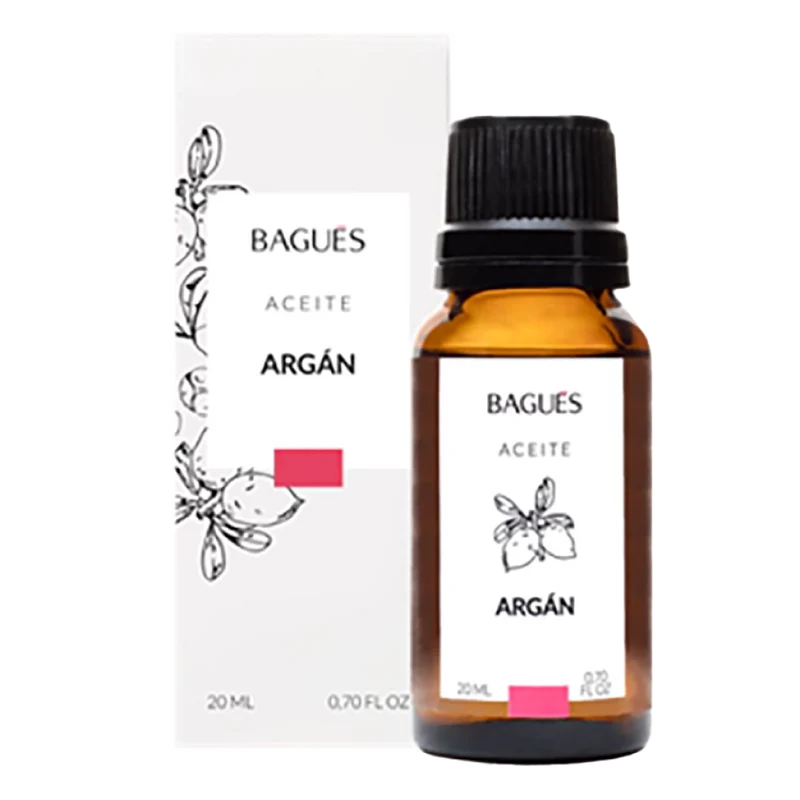 BAGUÉS
ACEITE
ARGÁN
20 ML 0,70 FL OZ
BAGUÉS
ACEITE
ARGÁN
20 ML 0,70
FL OZ